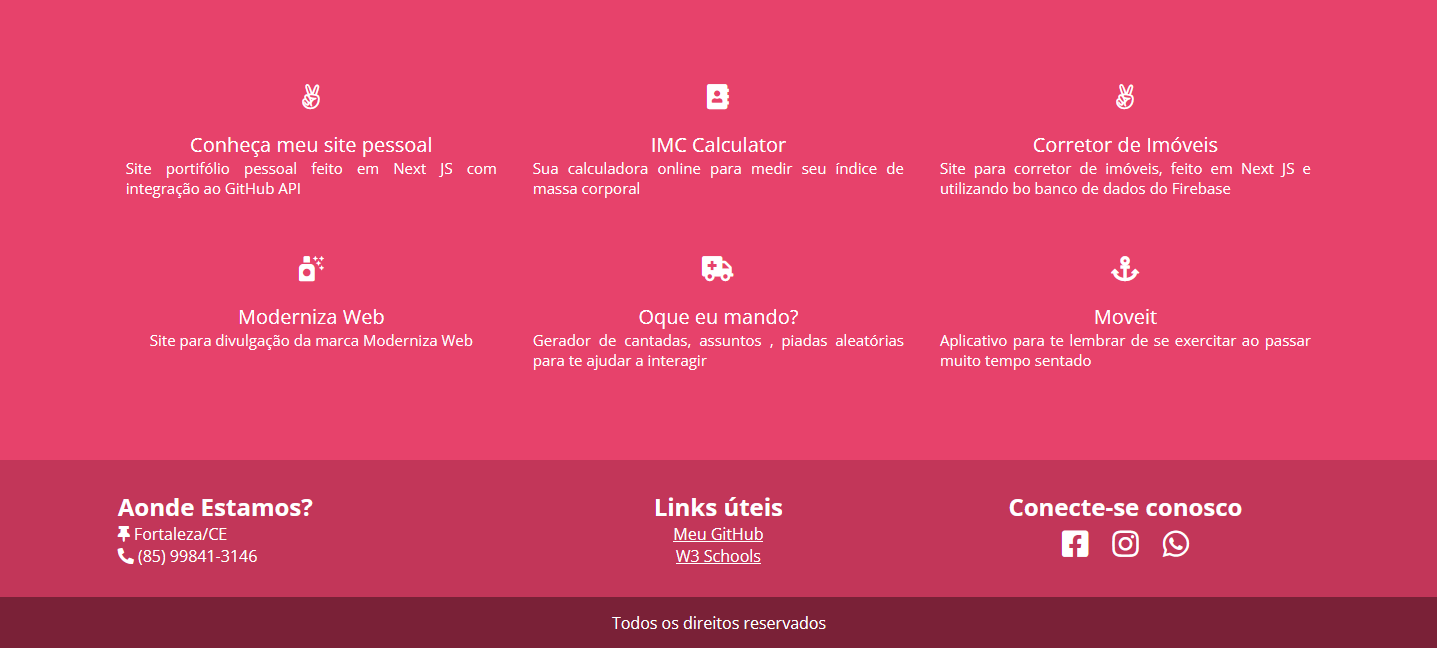 Conheça meu site pessoal
Site portifólio pessoal feito em Next JS com
integração ao GitHub API
IMC Calculator
Sua calculadora online para medir seu índice de
massa corporal
Corretor de Imóveis
Site para corretor de imóveis, feito em Next JS e
utilizando bo banco de dados do Firebase
Moderniza Web
Site para divulgação da marca Moderniza Web
Oque eu mando?
Gerador de cantadas, assuntos , piadas aleatórias
para te ajudar a interagir
Moveit
Aplicativo para te lembrar de se exercitar ao passar
muito tempo sentado
Aonde Estamos?
Fortaleza/CE
(85) 99841-3146
Links úteis
Meu GitHub
W3 Schools
Conecte-se conosco
Todos os direitos reservados